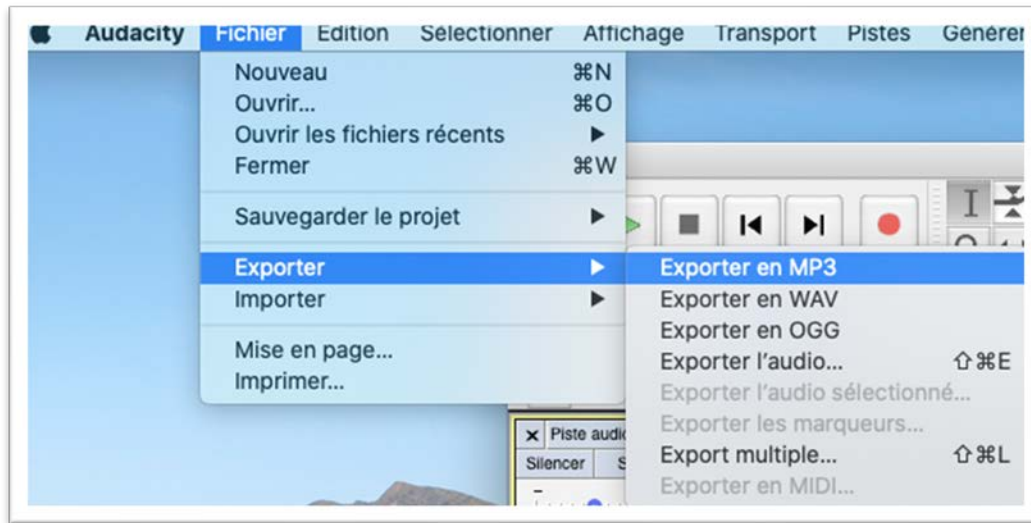 Audacity Fichier Edition Sélectionner Affichage Transport Pistes Générer
Nouveau ⌘N
Ouvrir... ⌘O
Ouvrir les fichiers récents ▶
Fermer ⌘W
Sauvegarder le projet ▶
Exporter ▶
Importer ▶
Mise en page...
Imprimer...
Exporter en MP3
Exporter en WAV
Exporter en OGG
Exporter l'audio... ⇧⌘E
Exporter l'audio sélectionné...
Exporter les marqueurs...
Export multiple... ⇧⌘L
Exporter en MIDI...
× Piste audio
Silencer S